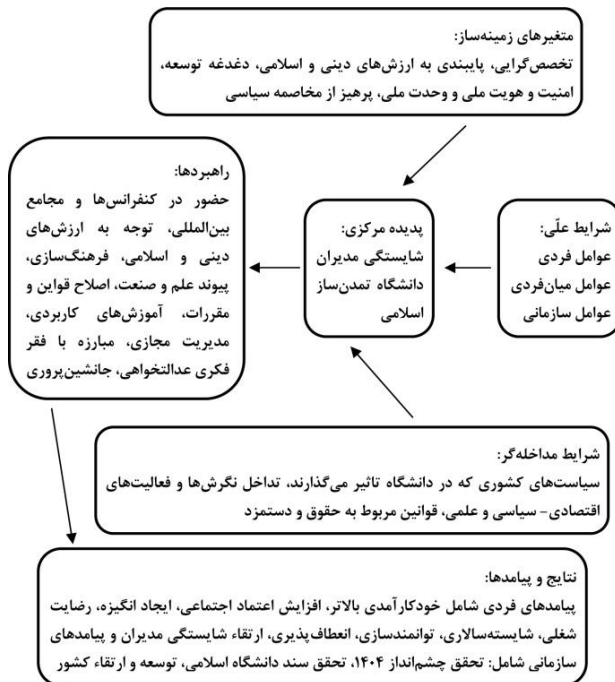 متغیرهای زمینه‌ساز:
تخصص‌گرایی، پایبندی به ارزش‌های دینی و اسلامی، دغدغه توسعه،
امنیت و هویت ملی و وحدت ملی، پرهیز از مخاصمه سیاسی
شرایط علّی:
عوامل فردی
عوامل میان‌فردی
عوامل سازمانی
پدیده مرکزی:
شایستگی مدیران
دانشگاه تمدن‌ساز
اسلامی
راهبردها:
حضور در کنفرانس‌ها و مجامع
بین‌المللی، توجه به ارزش‌های
دینی و اسلامی، فرهنگ‌سازی،
پیوند علم و صنعت، اصلاح قواین و
مقررات، آموزش‌های کاربردی،
مدیریت مجازی، مبارزه با فقر
فکری عدالتخواهی، جانشین‌پروری
شرایط مداخله‌گر:
سیاست‌های کشوری که در دانشگاه تاثیر می‌گذارند، تداخل نگرش‌ها و فعالیت‌های
اقتصادی- سیاسی و علمی، قوانین مربوط به حقوق و دستمزد
نتایج و پیامدها:
پیامدهای فردی شامل خودکارآمدی بالاتر، افزایش اعتماد اجتماعی، ایجاد انگیزه، رضایت
شغلی، شایسته‌سالاری، توانمندسازی، انعطاف‌پذیری، ارتقاء شایستگی مدیران و پیامدهای
سازمانی شامل: تحقق چشم‌انداز ۱۴۰۴، تحقق سند دانشگاه اسلامی، توسعه و ارتقاء کشور